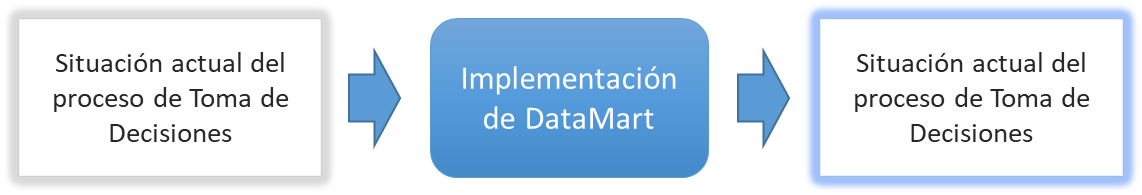 Situación actual del
proceso de Toma de
Decisiones
Implementación
de DataMart
Situación actual del
proceso de Toma de
Decisiones